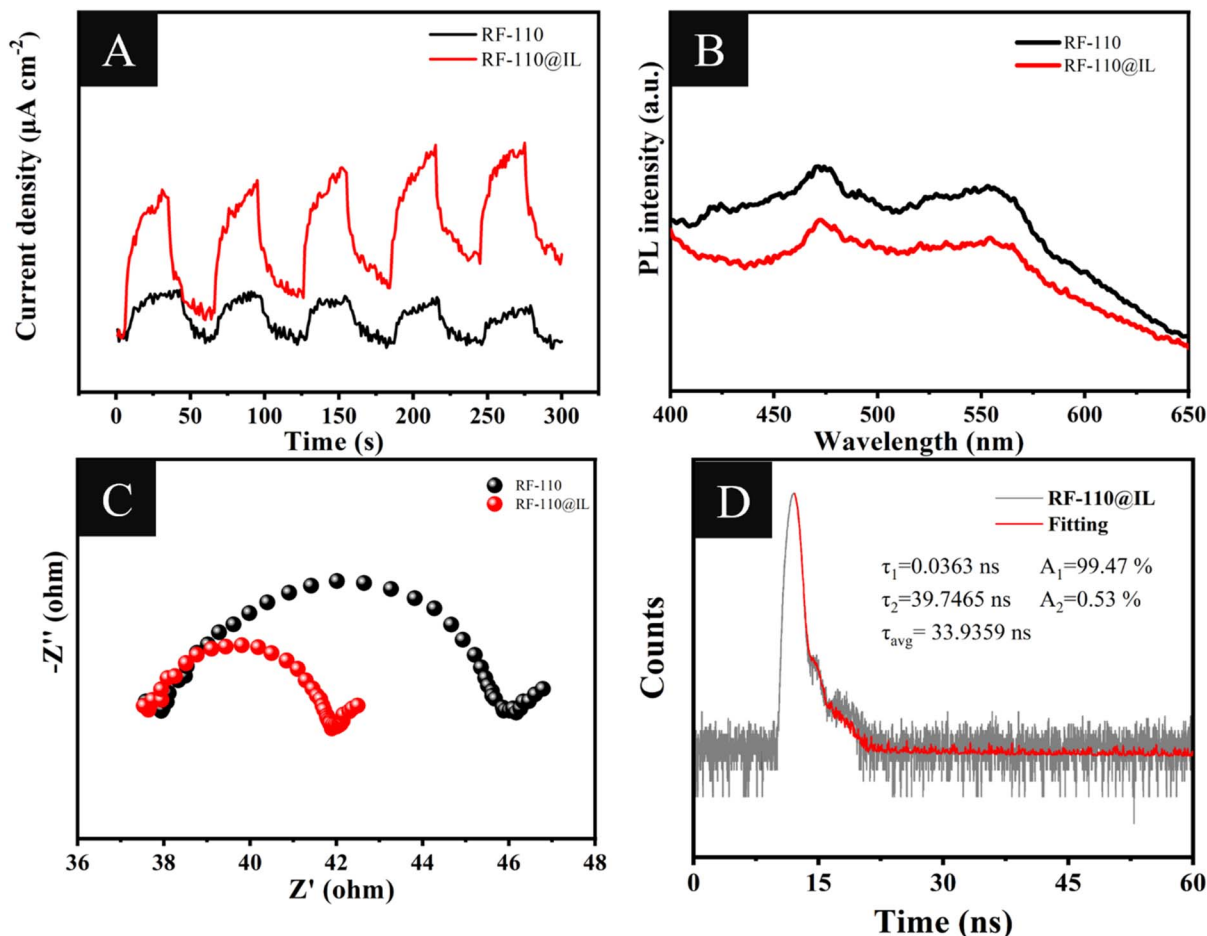 A
RF-110
RF-110@IL
Current density (μA cm⁻²)
0 50 100 150 200 250 300
Time (s)
B
RF-110
RF-110@IL
PL intensity (a.u.)
400 450 500 550 600 650
Wavelength (nm)
C
RF-110
RF-110@IL
-Z'' (ohm)
36 38 40 42 44 46 48
Z' (ohm)
D
RF-110@IL
Fitting
τ₁=0.0363 ns A₁=99.47 %
τ₂=39.7465 ns A₂=0.53 %
τavg= 33.9359 ns
Counts
0 15 30 45 60
Time (ns)